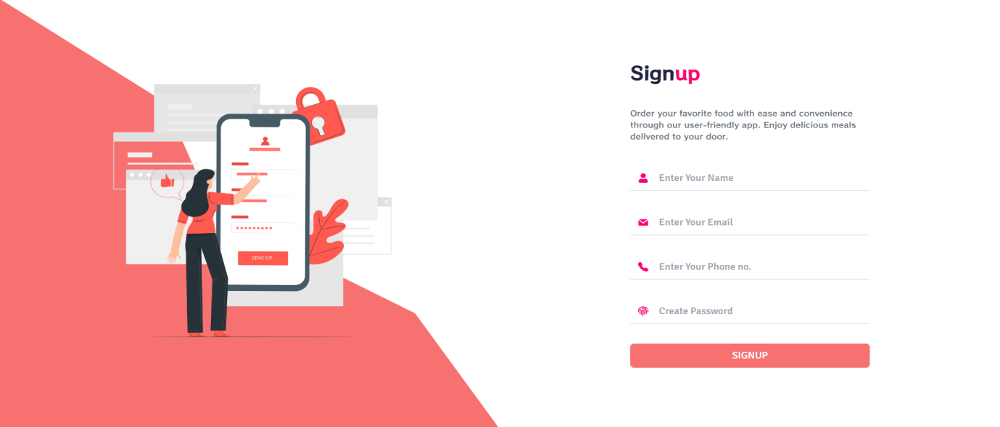 SING UP
Signup
Order your favorite food with ease and convenience
through our user-friendly app. Enjoy delicious meals
delivered to your door.
Enter Your Name
Enter Your Email
Enter Your Phone no.
Create Password
SIGNUP